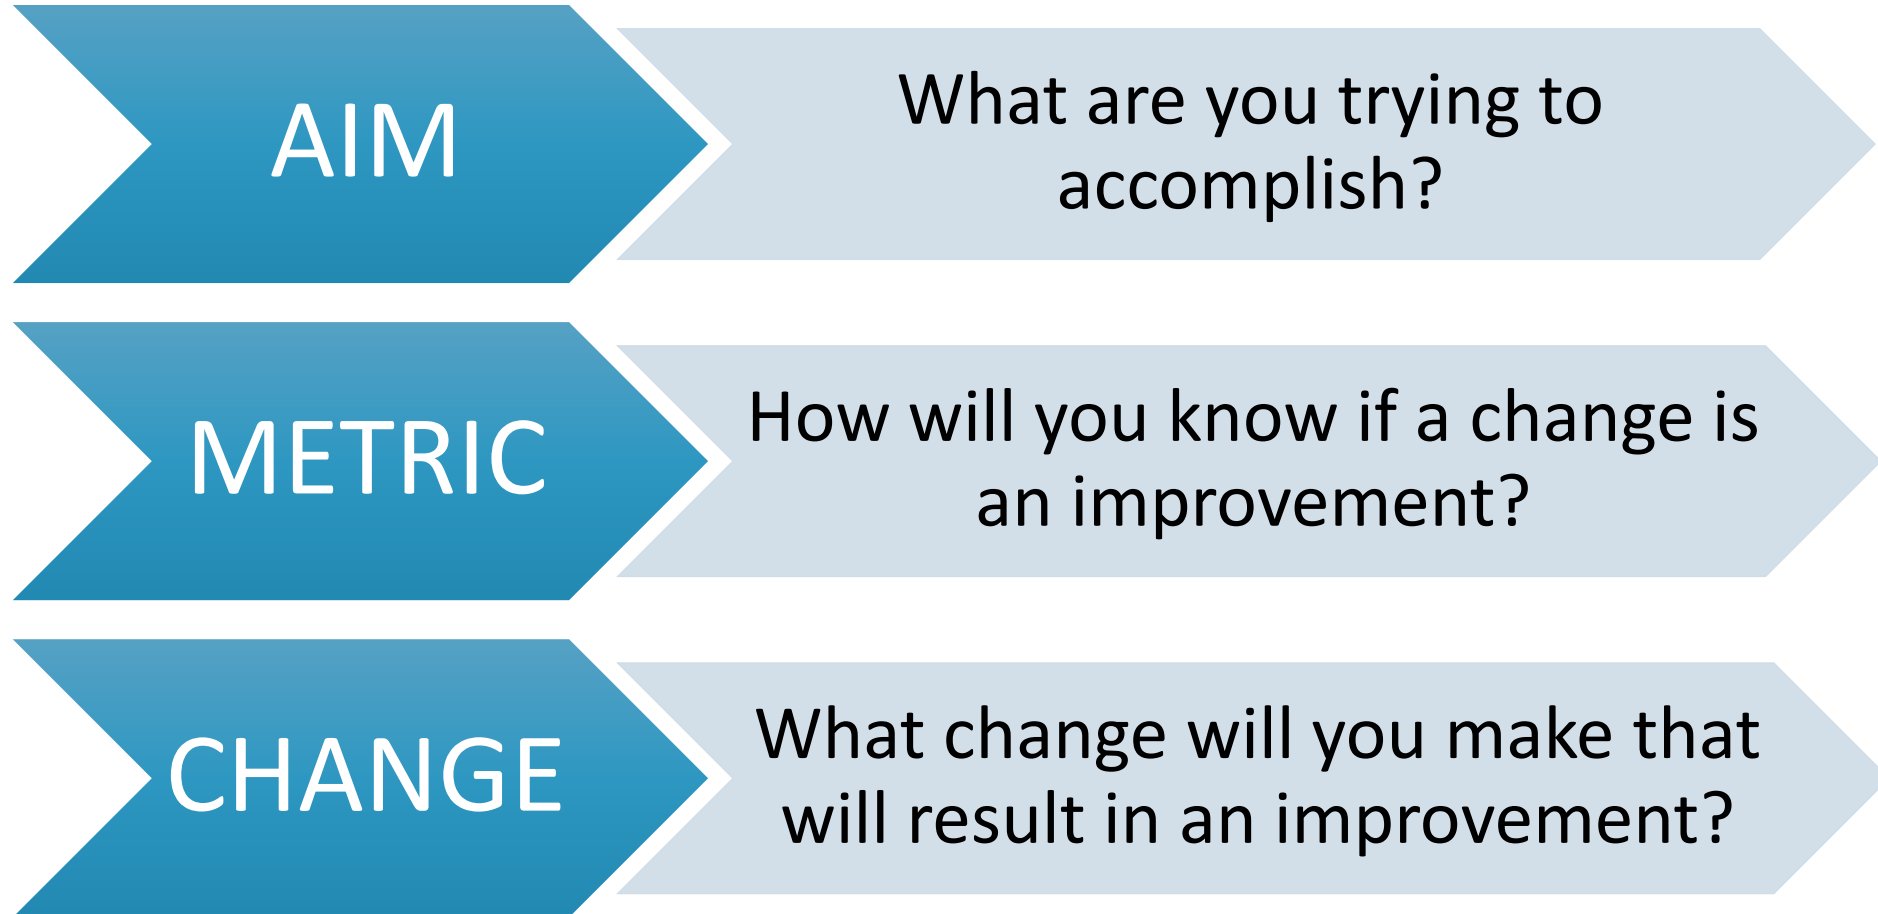 AIM
What are you trying to
accomplish?
METRIC
How will you know if a change is
an improvement?
CHANGE
What change will you make that
will result in an improvement?